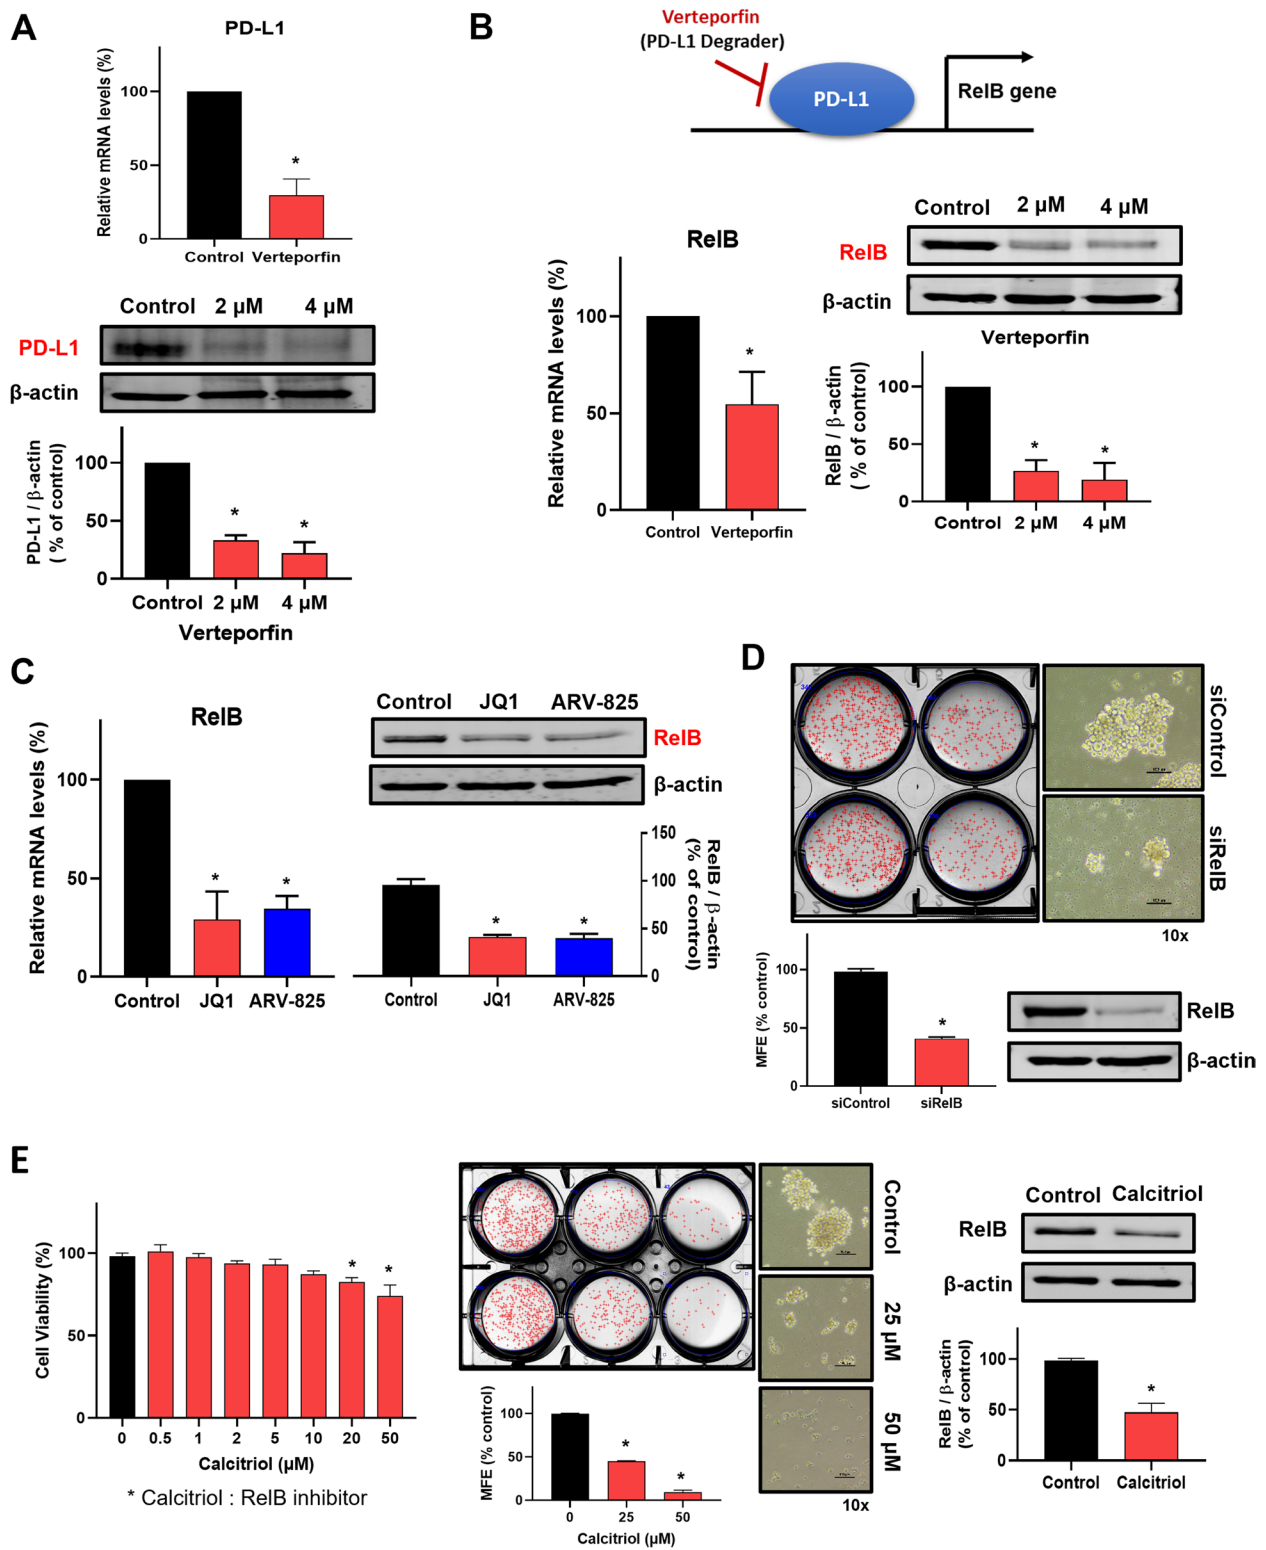 A
PD-L1
Relative mRNA levels (%)
100
50
0
*
Control Verteporfin
Control 2 μM 4 μM
PD-L1
β-actin
PD-L1 / β-actin
( % of control)
100
50
0
*
*
Control 2 μM 4 μM
Verteporfin
B
Verteporfin
(PD-L1 Degrader)
PD-L1
RelB gene
RelB
Relative mRNA levels (%)
100
50
0
*
Control Verteporfin
Control 2 μM 4 μM
RelB
β-actin
Verteporfin
RelB / β-actin
( % of control)
100
50
0
*
*
Control 2 μM 4 μM
C
RelB
Relative mRNA levels (%)
100
50
0
*
*
Control JQ1 ARV-825
Control JQ1 ARV-825
RelB
β-actin
150
100
50
0
RelB / β-actin
(% of control)
*
*
Control JQ1 ARV-825
D
siControl
siRelB
10x
MFE (% control)
100
50
0
*
siControl siRelB
RelB
β-actin
E
Cell Viability (%)
100
50
0
*
*
0 0.5 1 2 5 10 20 50
Calcitriol (μM)
* Calcitriol : RelB inhibitor
Control
25 μM
50 μM
10x
MFE (% control)
100
50
0
*
*
0 25 50
Calcitriol (μM)
Control Calcitriol
RelB
β-actin
RelB / β-actin
(% of control)
100
50
0
*
Control Calcitriol